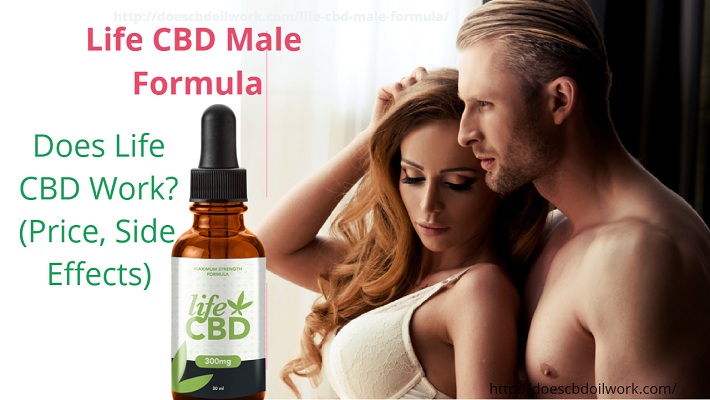 http://doescbdoilwork.com/life-cbd-male-formula/
Life CBD Male
Formula
Does Life
CBD Work?
(Price, Side
Effects)
MAXIMUM STRENGTH
FORMULA
life
CBD
300mg
30 ml
http://doescbdoilwork.com/